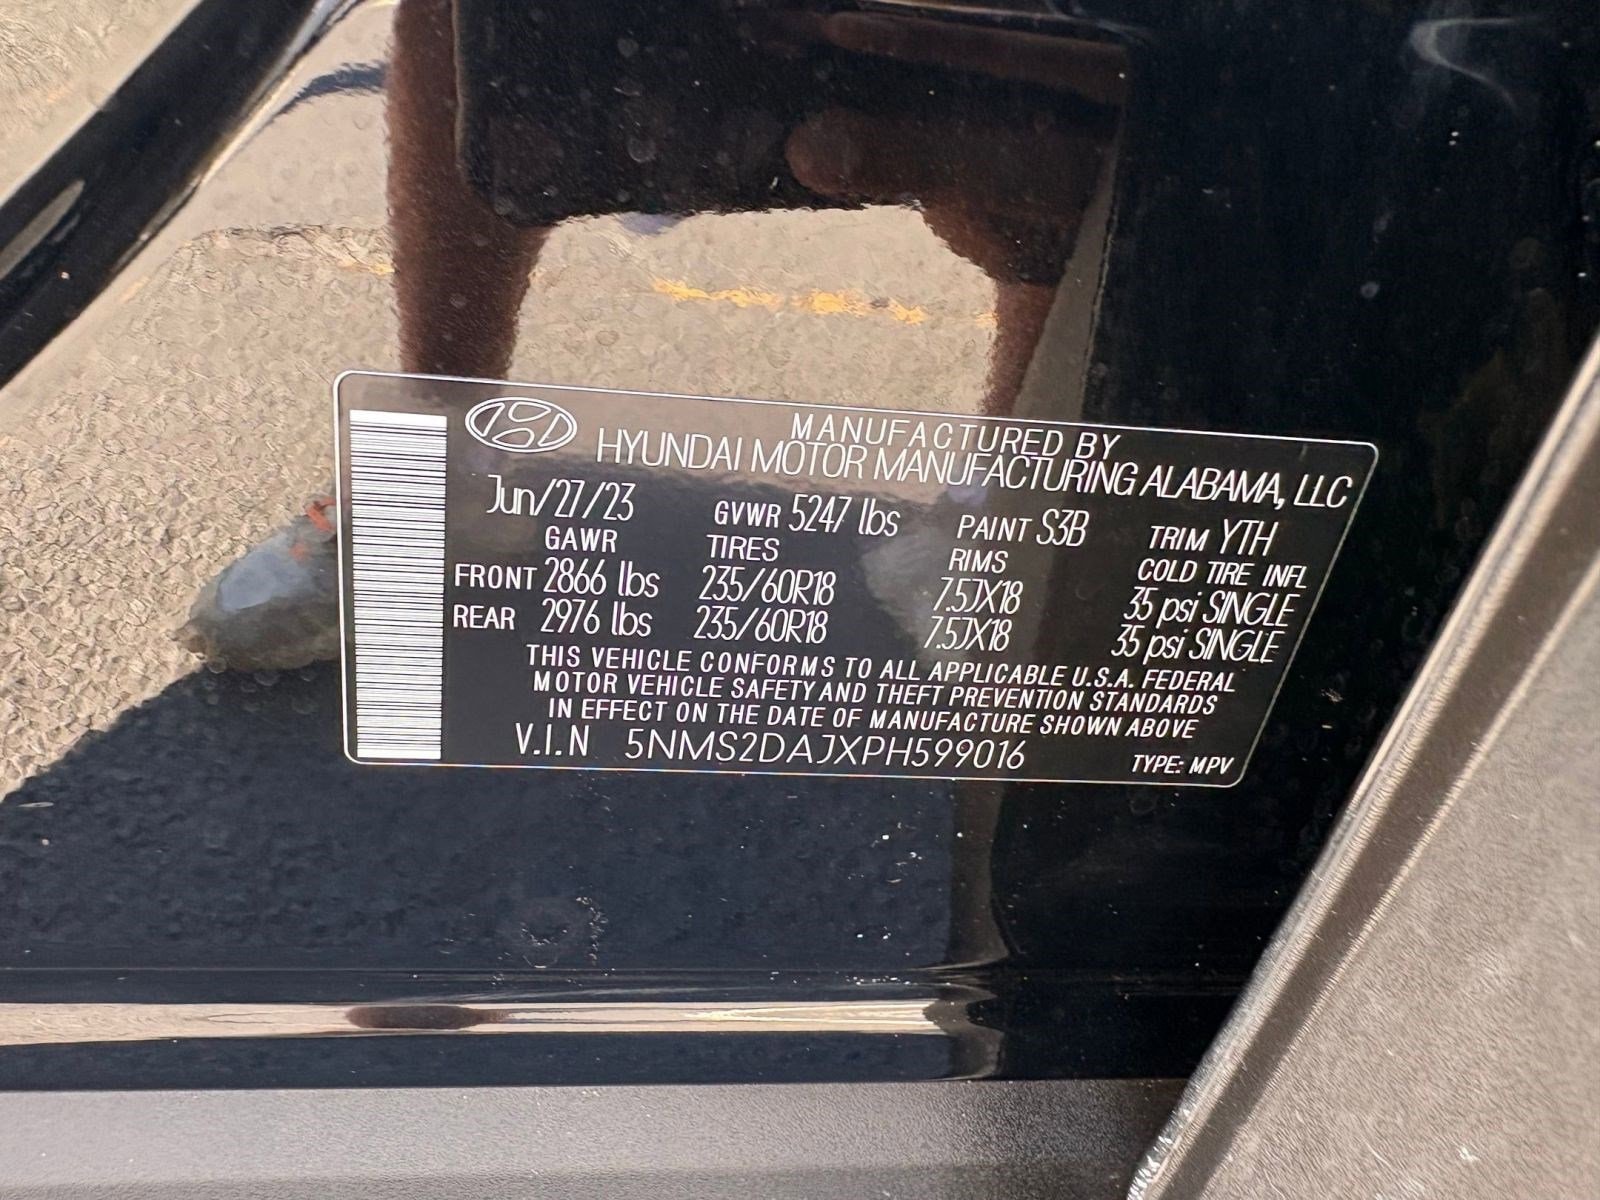 MANUFACTURED BY
HYUNDAI MOTOR MANUFACTURING ALABAMA, LLC
Jun/27/23 GVWR 5247 lbs PAINT S3B TRIM YTH
GAWR TIRES RIMS COLD TIRE INFL
FRONT 2866 lbs 235/60R18 7.5JX18 35 psi SINGLE
REAR 2976 lbs 235/60R18 7.5JX18 35 psi SINGLE
THIS VEHICLE CONFORMS TO ALL APPLICABLE U.S.A. FEDERAL
MOTOR VEHICLE SAFETY AND THEFT PREVENTION STANDARDS
IN EFFECT ON THE DATE OF MANUFACTURE SHOWN ABOVE
V.I.N 5NMS2DAJXPH599016 TYPE: MPV